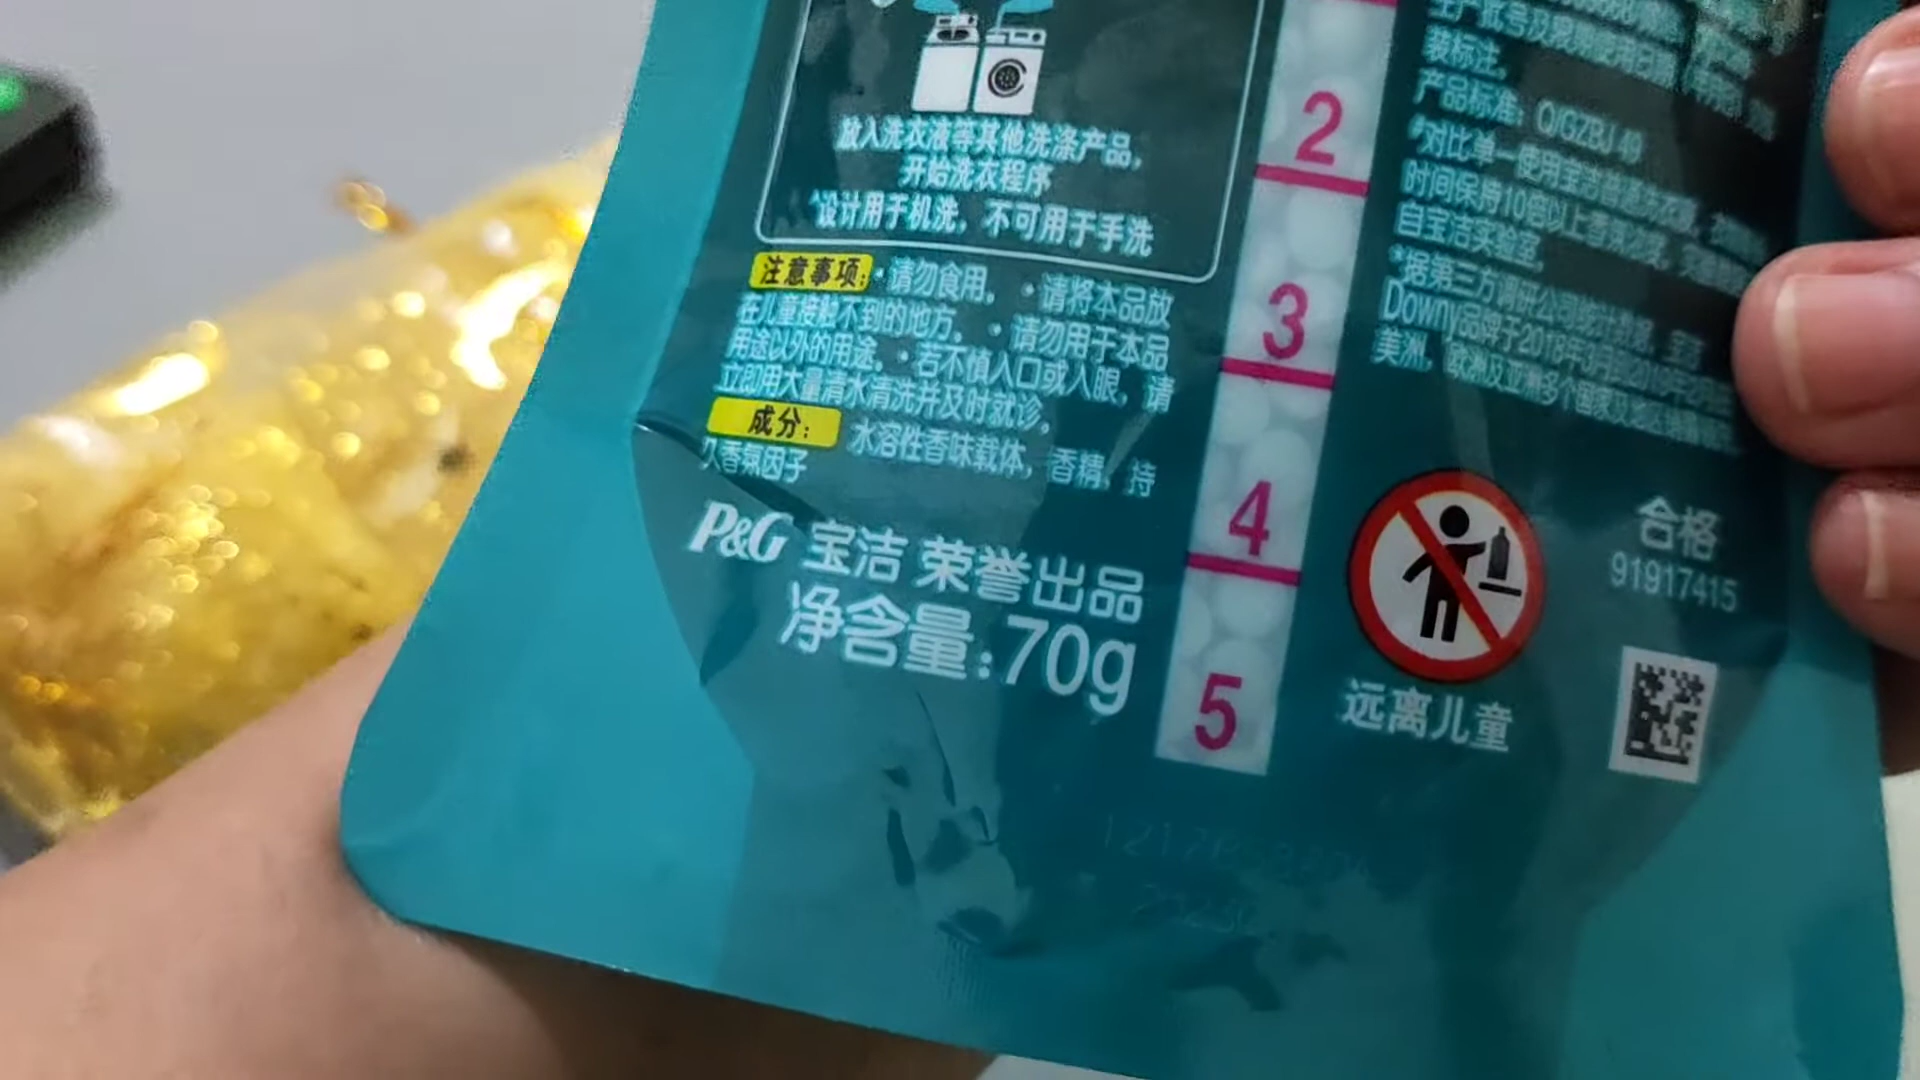 放入洗衣液等其他洗涤产品，
开始洗衣程序
*设计用于机洗，不可用于手洗
注意事项：·请勿食用。 ·请将本品放
在儿童接触不到的地方。 ·请勿用于本品
用途以外的用途。·若不慎入口或入眼，请
立即用大量清水清洗并及时就诊。
成分： 水溶性香味载体，香精，持
久香氛因子
P&G 宝洁 荣誉出品
净含量：70g
2
3
4
5
装标注。
产品标准：Q/GZBJ 49
#对比单一使用宝洁
时间保持10倍以上
自宝洁实验室
*据第三方调研公司统计数据，
Downy品牌于2018年
美洲，欧洲及亚洲多个国家
远离儿童
合格
91917415